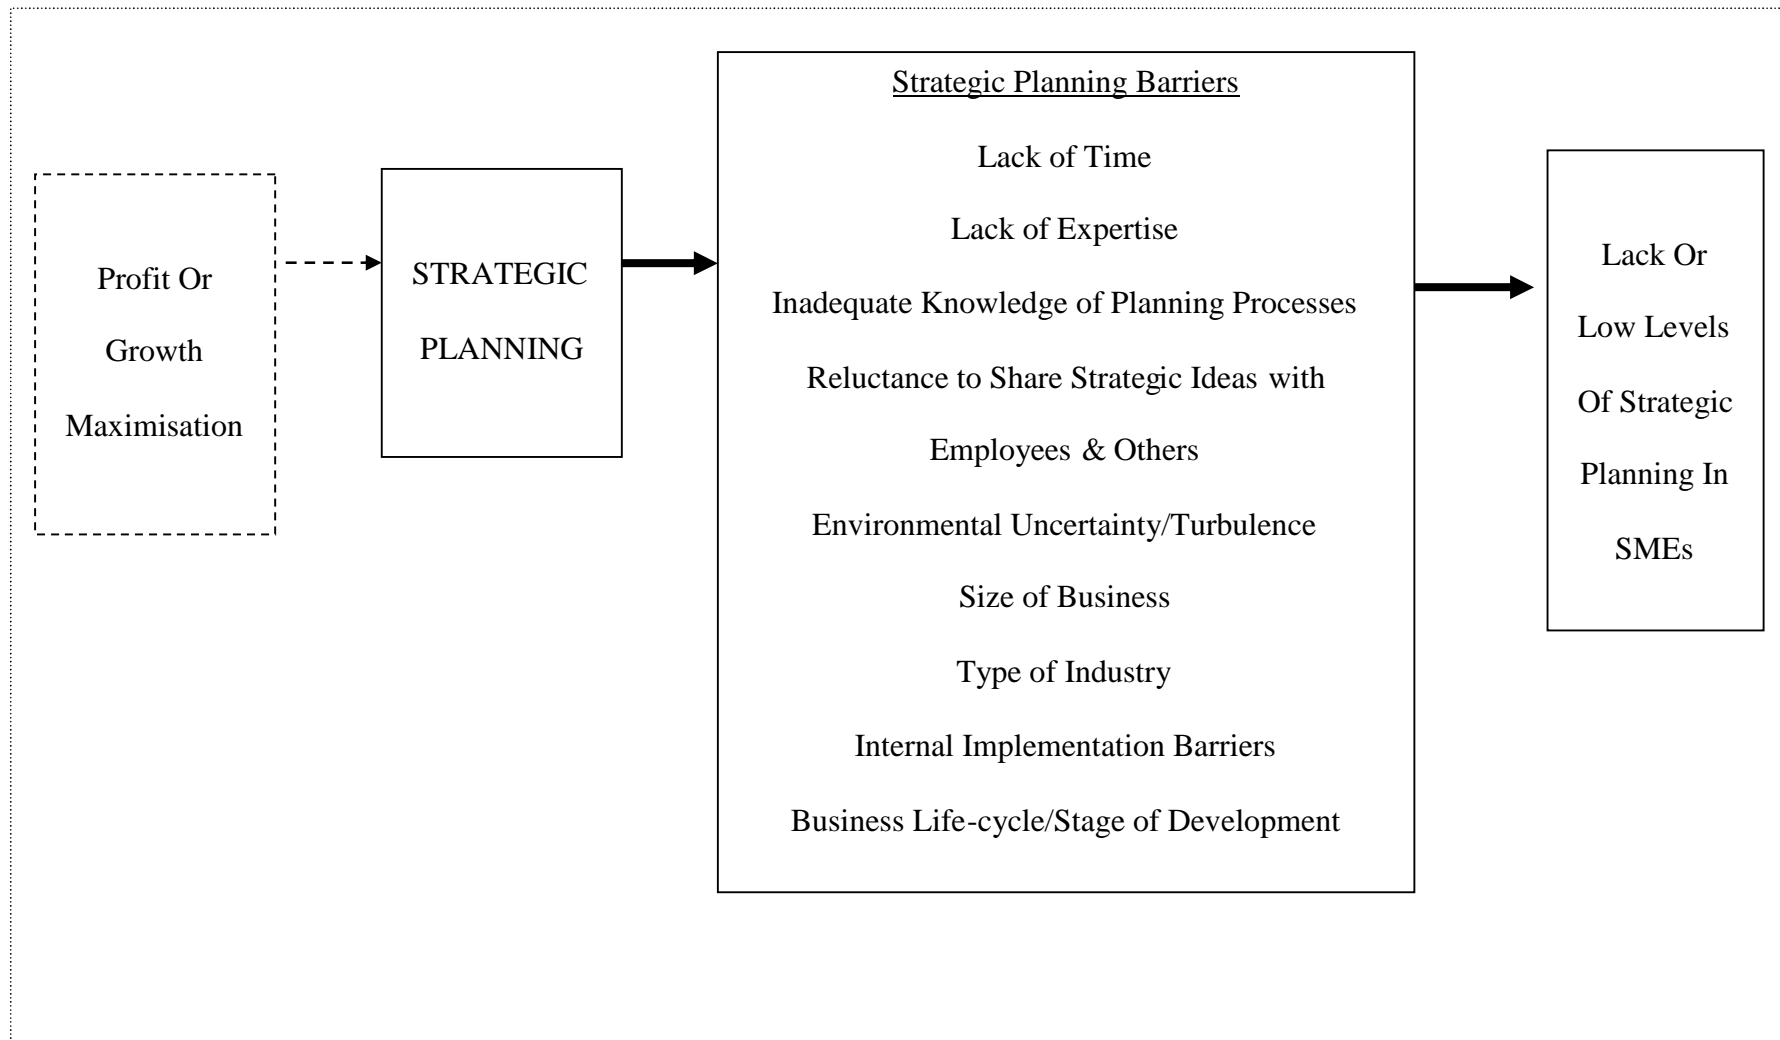 Profit Or
Growth
Maximisation
STRATEGIC
PLANNING
Strategic Planning Barriers
Lack of Time
Lack of Expertise
Inadequate Knowledge of Planning Processes
Reluctance to Share Strategic Ideas with
Employees & Others
Environmental Uncertainty/Turbulence
Size of Business
Type of Industry
Internal Implementation Barriers
Business Life-cycle/Stage of Development
Lack Or
Low Levels
Of Strategic
Planning In
SMEs